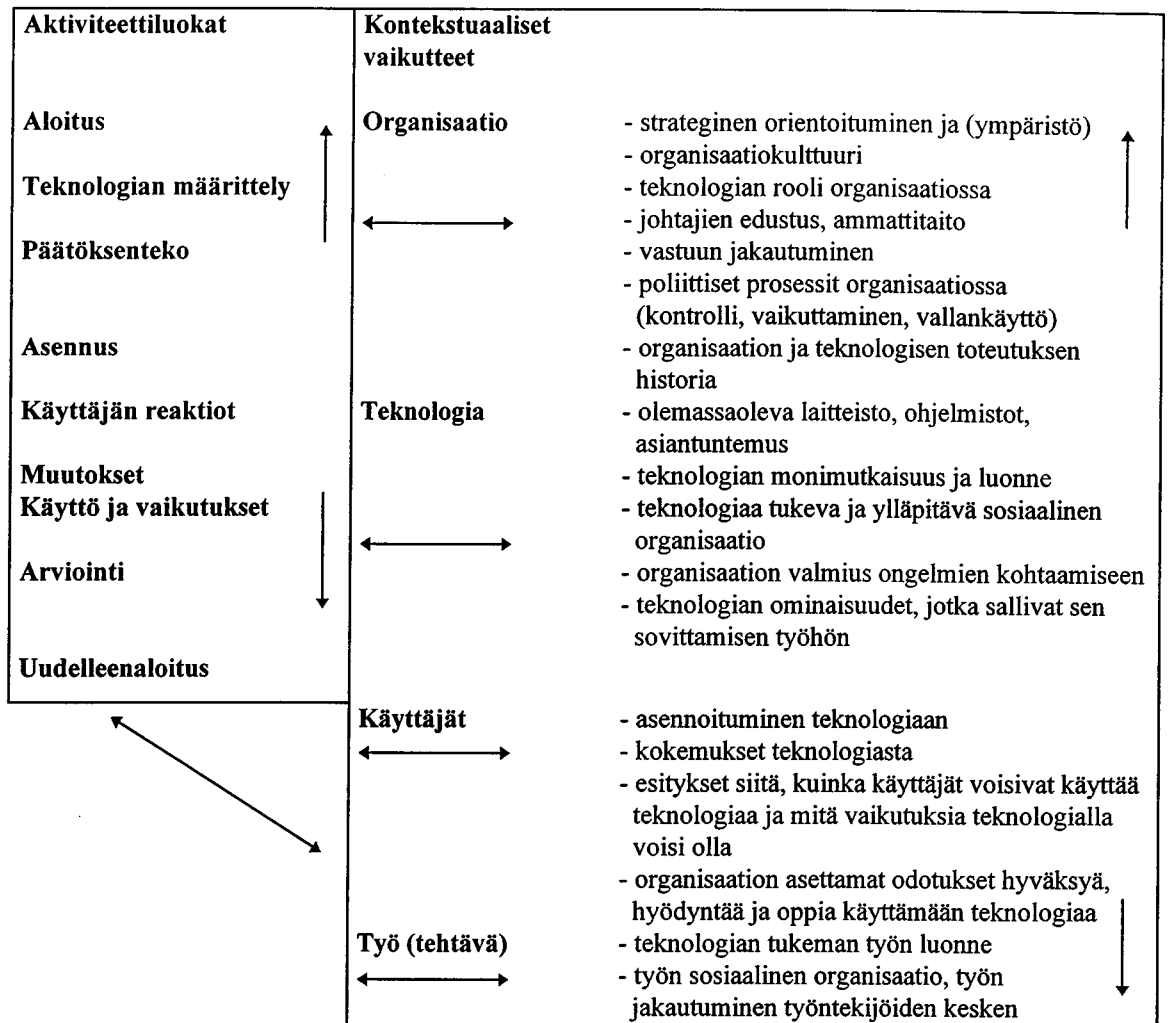 Aktiviteettiluokat
Kontekstuaaliset
vaikutteet
Aloitus
Teknologian määrittely
Päätöksenteko
Asennus
Käyttäjän reaktiot
Muutokset
Käyttö ja vaikutukset
Arviointi
Uudelleenaloitus
Organisaatio
- strateginen orientoituminen ja (ympäristö)
- organisaatiokulttuuri
- teknologian rooli organisaatiossa
- johtajien edustus, ammattitaito
- vastuun jakautuminen
- poliittiset prosessit organisaatiossa
(kontrolli, vaikuttaminen, vallankäyttö)
- organisaation ja teknologisen toteutuksen
historia
Teknologia
- olemassaoleva laitteisto, ohjelmistot,
asiantuntemus
- teknologian monimutkaisuus ja luonne
- teknologiaa tukeva ja ylläpitävä sosiaalinen
organisaatio
- organisaation valmius ongelmien kohtaamiseen
- teknologian ominaisuudet, jotka sallivat sen
sovittamisen työhön
Käyttäjät
- asennoituminen teknologiaan
- kokemukset teknologiasta
- esitykset siitä, kuinka käyttäjät voisivat käyttää
teknologiaa ja mitä vaikutuksia teknologialla
voisi olla
- organisaation asettamat odotukset hyväksyä,
hyödyntää ja oppia käyttämään teknologiaa
Työ (tehtävä)
- teknologian tukeman työn luonne
- työn sosiaalinen organisaatio, työn
jakautuminen työntekijöiden kesken